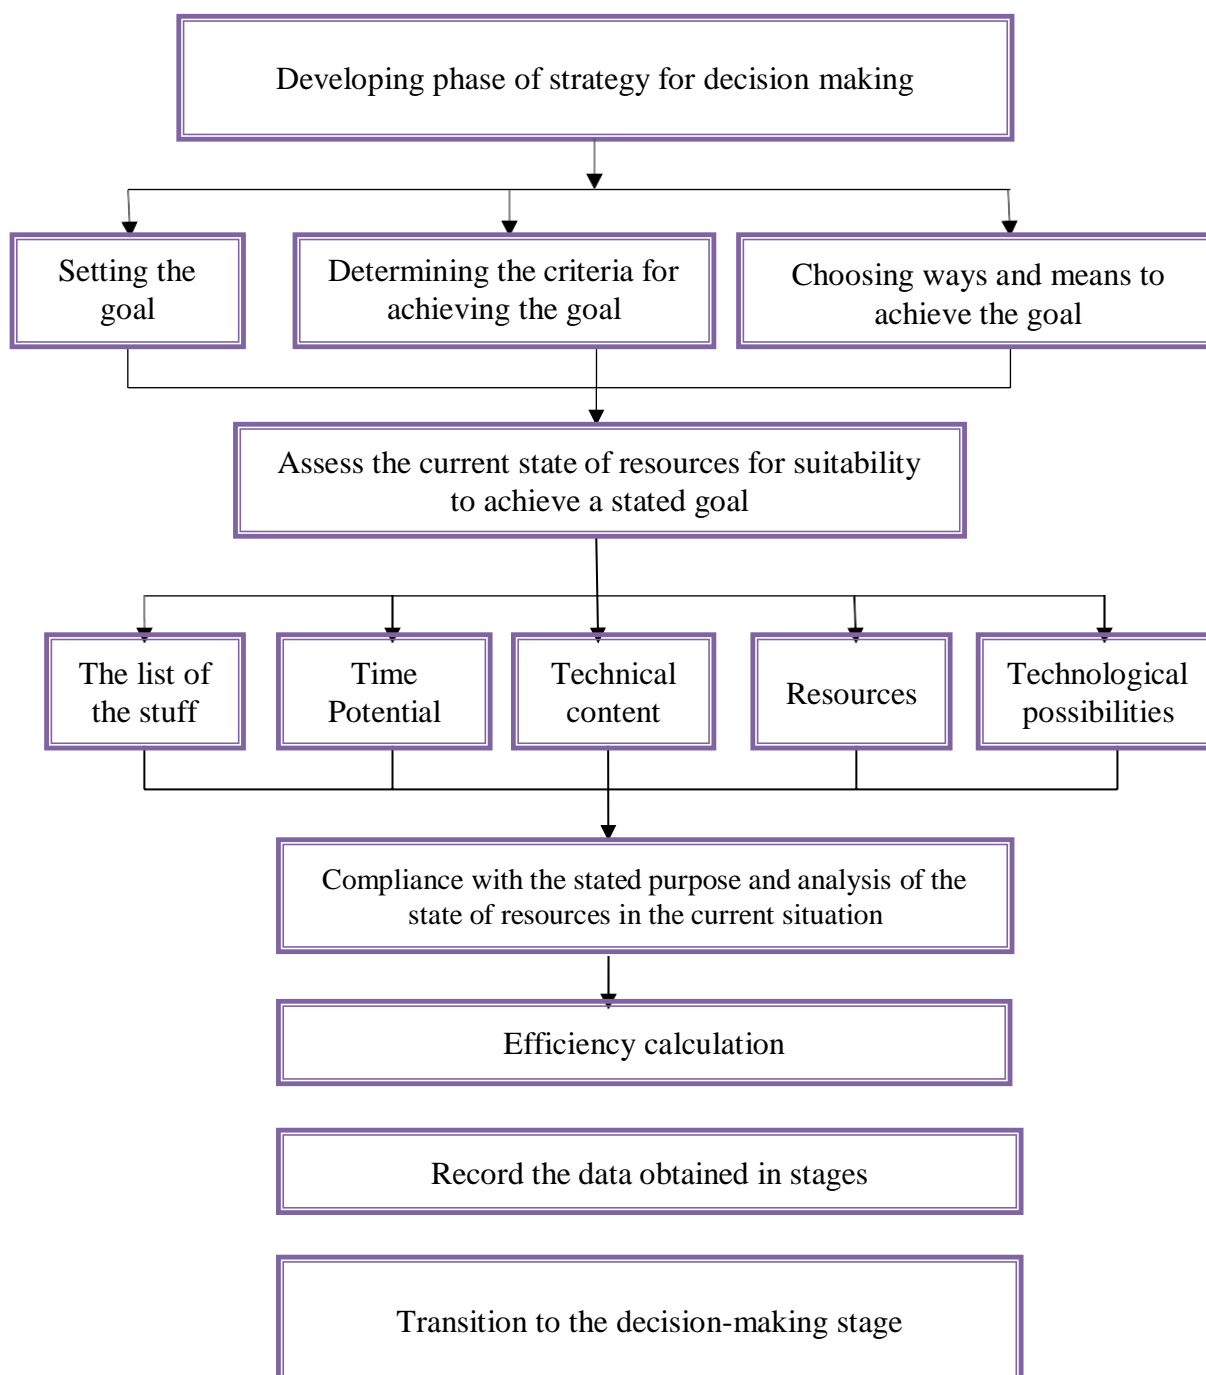 Developing phase of strategy for decision making
Setting the
goal
Determining the criteria for
achieving the goal
Choosing ways and means to
achieve the goal
Assess the current state of resources for suitability
to achieve a stated goal
The list of
the stuff
Time
Potential
Technical
content
Resources
Technological
possibilities
Compliance with the stated purpose and analysis of the
state of resources in the current situation
Efficiency calculation
Record the data obtained in stages
Transition to the decision-making stage